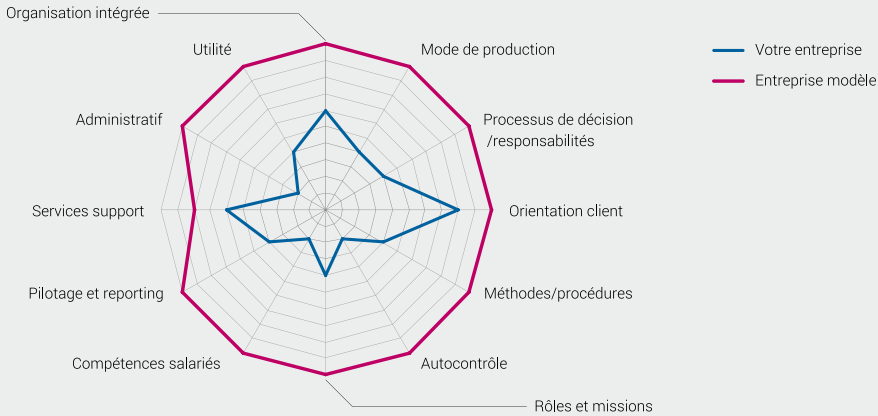 Organisation intégrée
Utilité
Mode de production
Votre entreprise
Entreprise modèle
Administratif
Processus de décision
/responsabilités
Services support
Orientation client
Pilotage et reporting
Méthodes/procédures
Compétences salariés
Autocontrôle
Rôles et missions